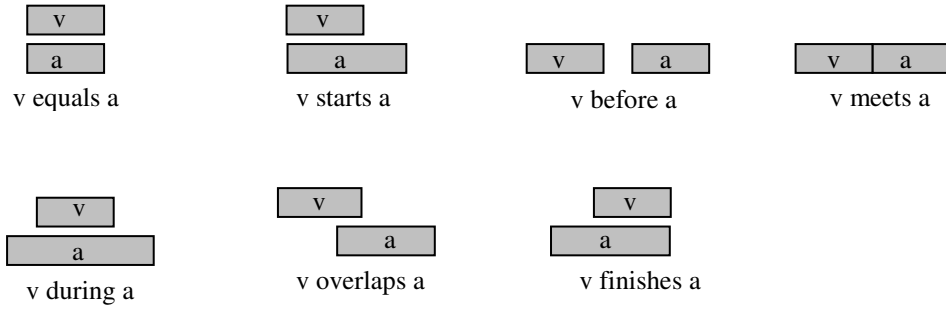 v
a
v equals a
v
a
v starts a
v a
v before a
v a
v meets a
v
a
v during a
v
a
v overlaps a
v
a
v finishes a